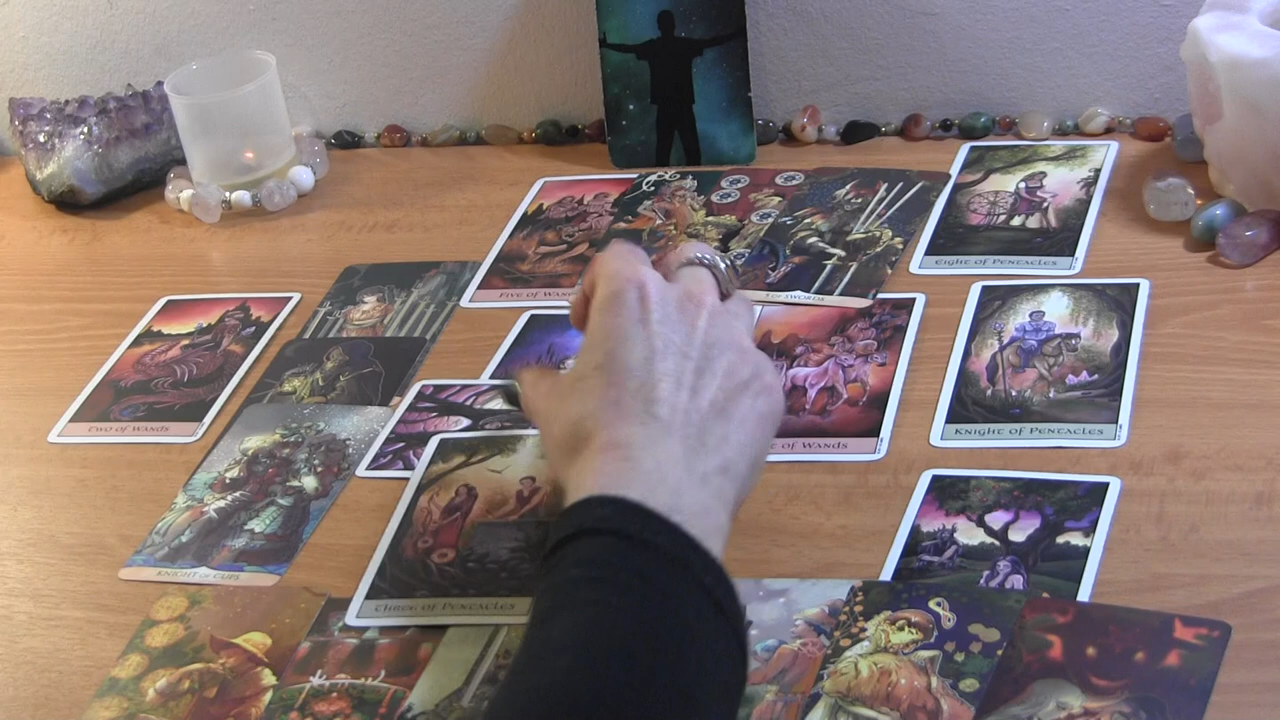 EIGHT OF PENTACLES
FIVE OF WAND
5 OF SWORDS
TWO OF WANDS
KNIGHT OF PENTACLES
OF WANDS
KNIGHT OF CUPS
THREE OF PENTACLES